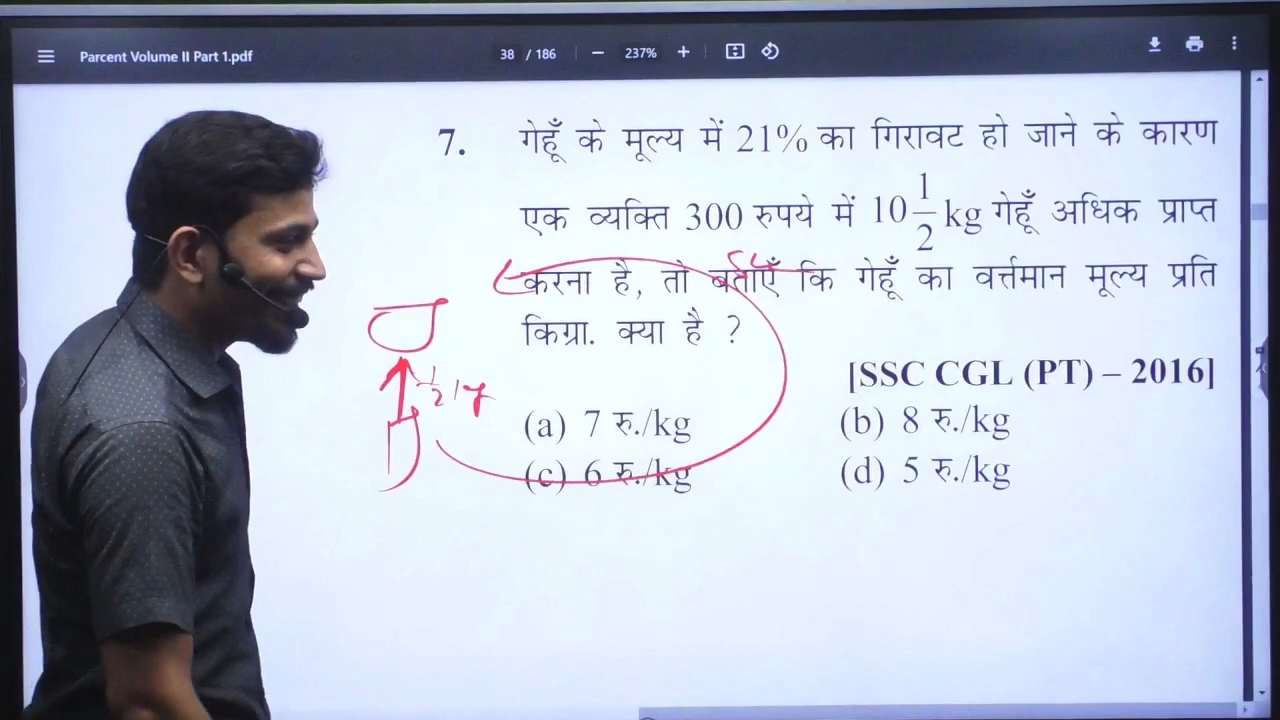 Parcent Volume II Part 1.pdf
38 / 186
237%
7. गेहूँ के मूल्य में 21% का गिरावट हो जाने के कारण
एक व्यक्ति 300 रुपये में 10 1/2 kg गेहूँ अधिक प्राप्त
करना है, तो बताएँ कि गेहूँ का वर्त्तमान मूल्य प्रति
किग्रा. क्या है ?
[SSC CGL (PT) – 2016]
(a) 7 रु./kg (b) 8 रु./kg
(c) 6 रु./kg (d) 5 रु./kg